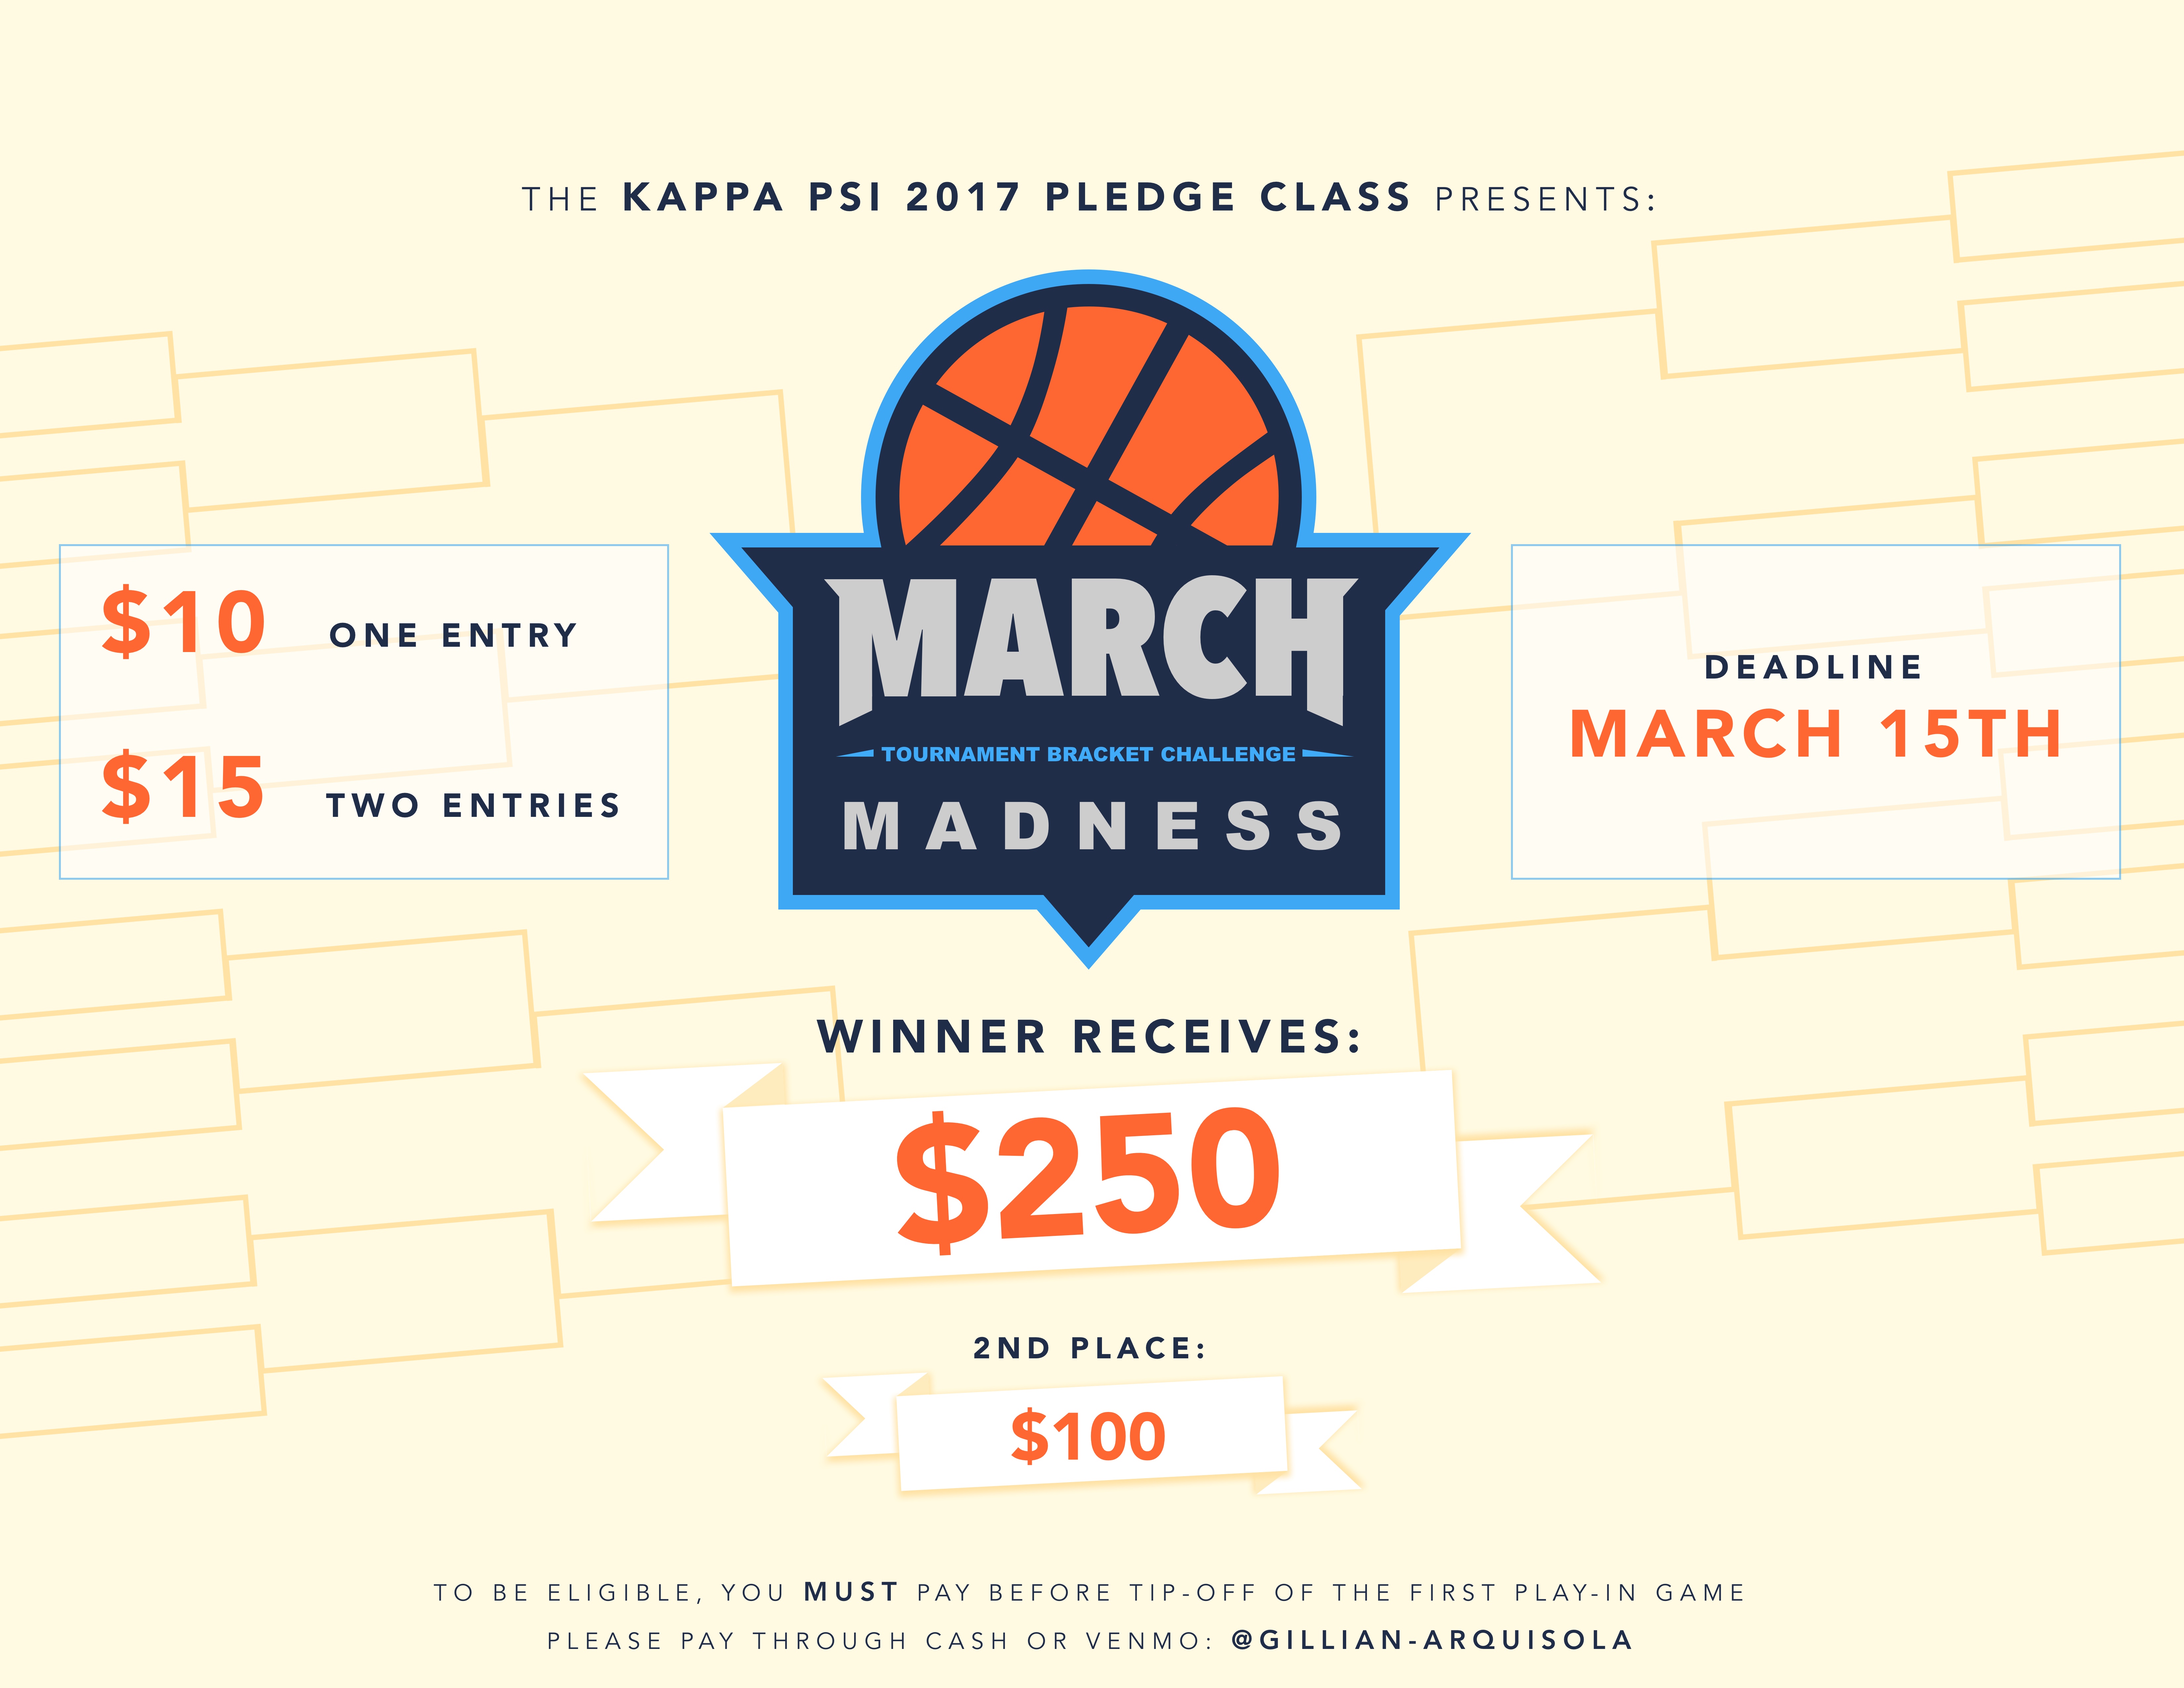 THE KAPPA PSI 2017 PLEDGE CLASS PRESENTS:
MARCH
TOURNAMENT BRACKET CHALLENGE
MADNESS
$10 ONE ENTRY
$15 TWO ENTRIES
DEADLINE
MARCH 15TH
WINNER RECEIVES:
$250
2ND PLACE:
$100
TO BE ELIGIBLE, YOU MUST PAY BEFORE TIP-OFF OF THE FIRST PLAY-IN GAME
PLEASE PAY THROUGH CASH OR VENMO: @GILLIAN-ARQUISOLA